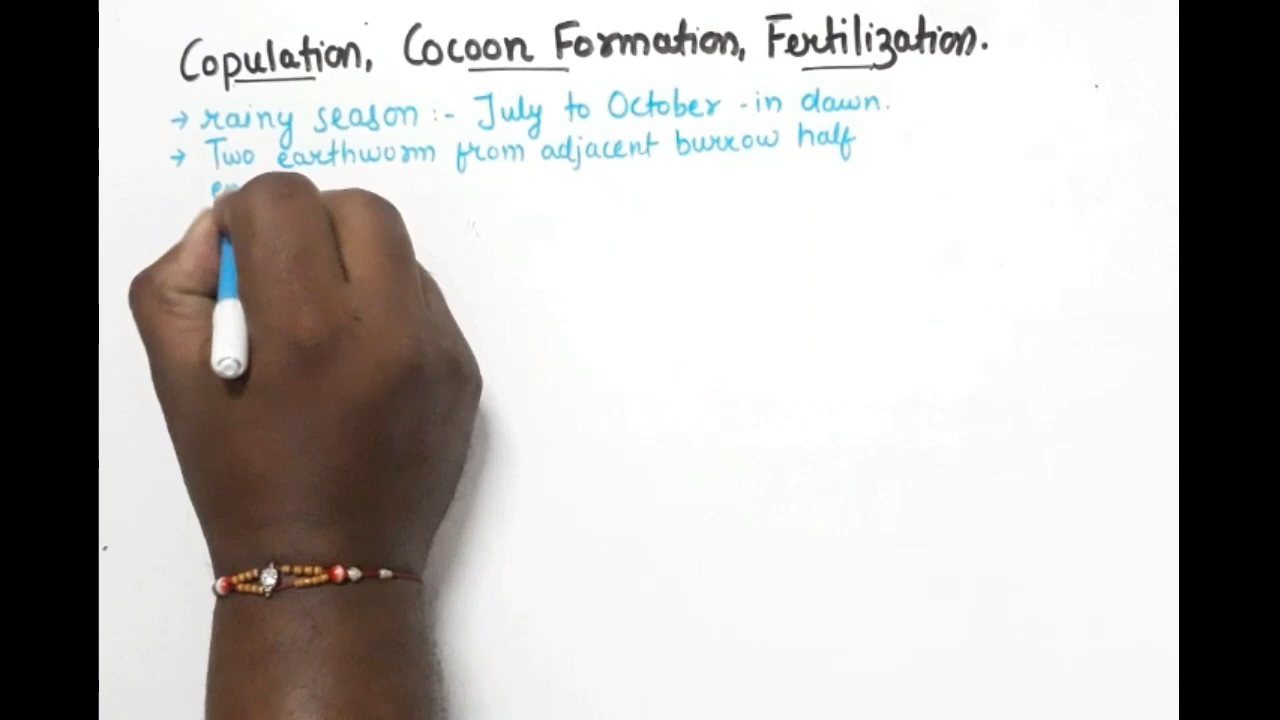 Copulation, Cocoon Formation, Fertilization.
→ rainy season :- July to October - in dawn.
→ Two earthworm from adjacent burrow half